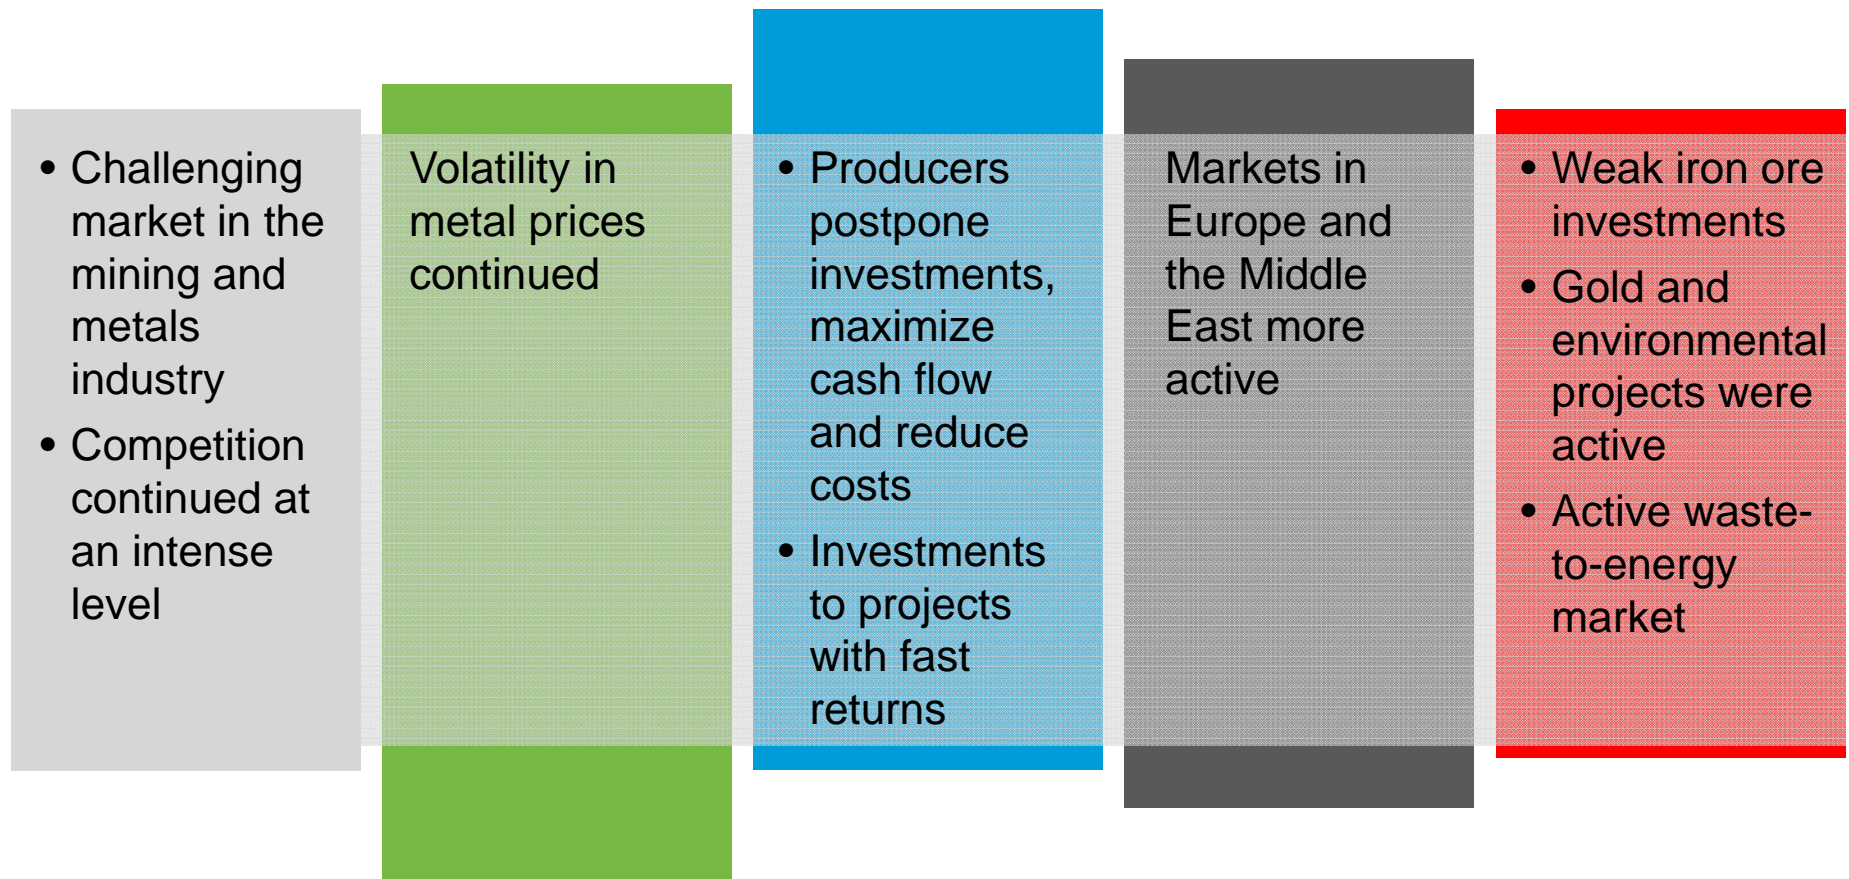 • Challenging
market in the
mining and
metals
industry
• Competition
continued at
an intense
level
Volatility in
metal prices
continued
• Producers
postpone
investments,
maximize
cash flow
and reduce
costs
• Investments
to projects
with fast
returns
Markets in
Europe and
the Middle
East more
active
• Weak iron ore
investments
• Gold and
environmental
projects were
active
• Active waste-
to-energy
market